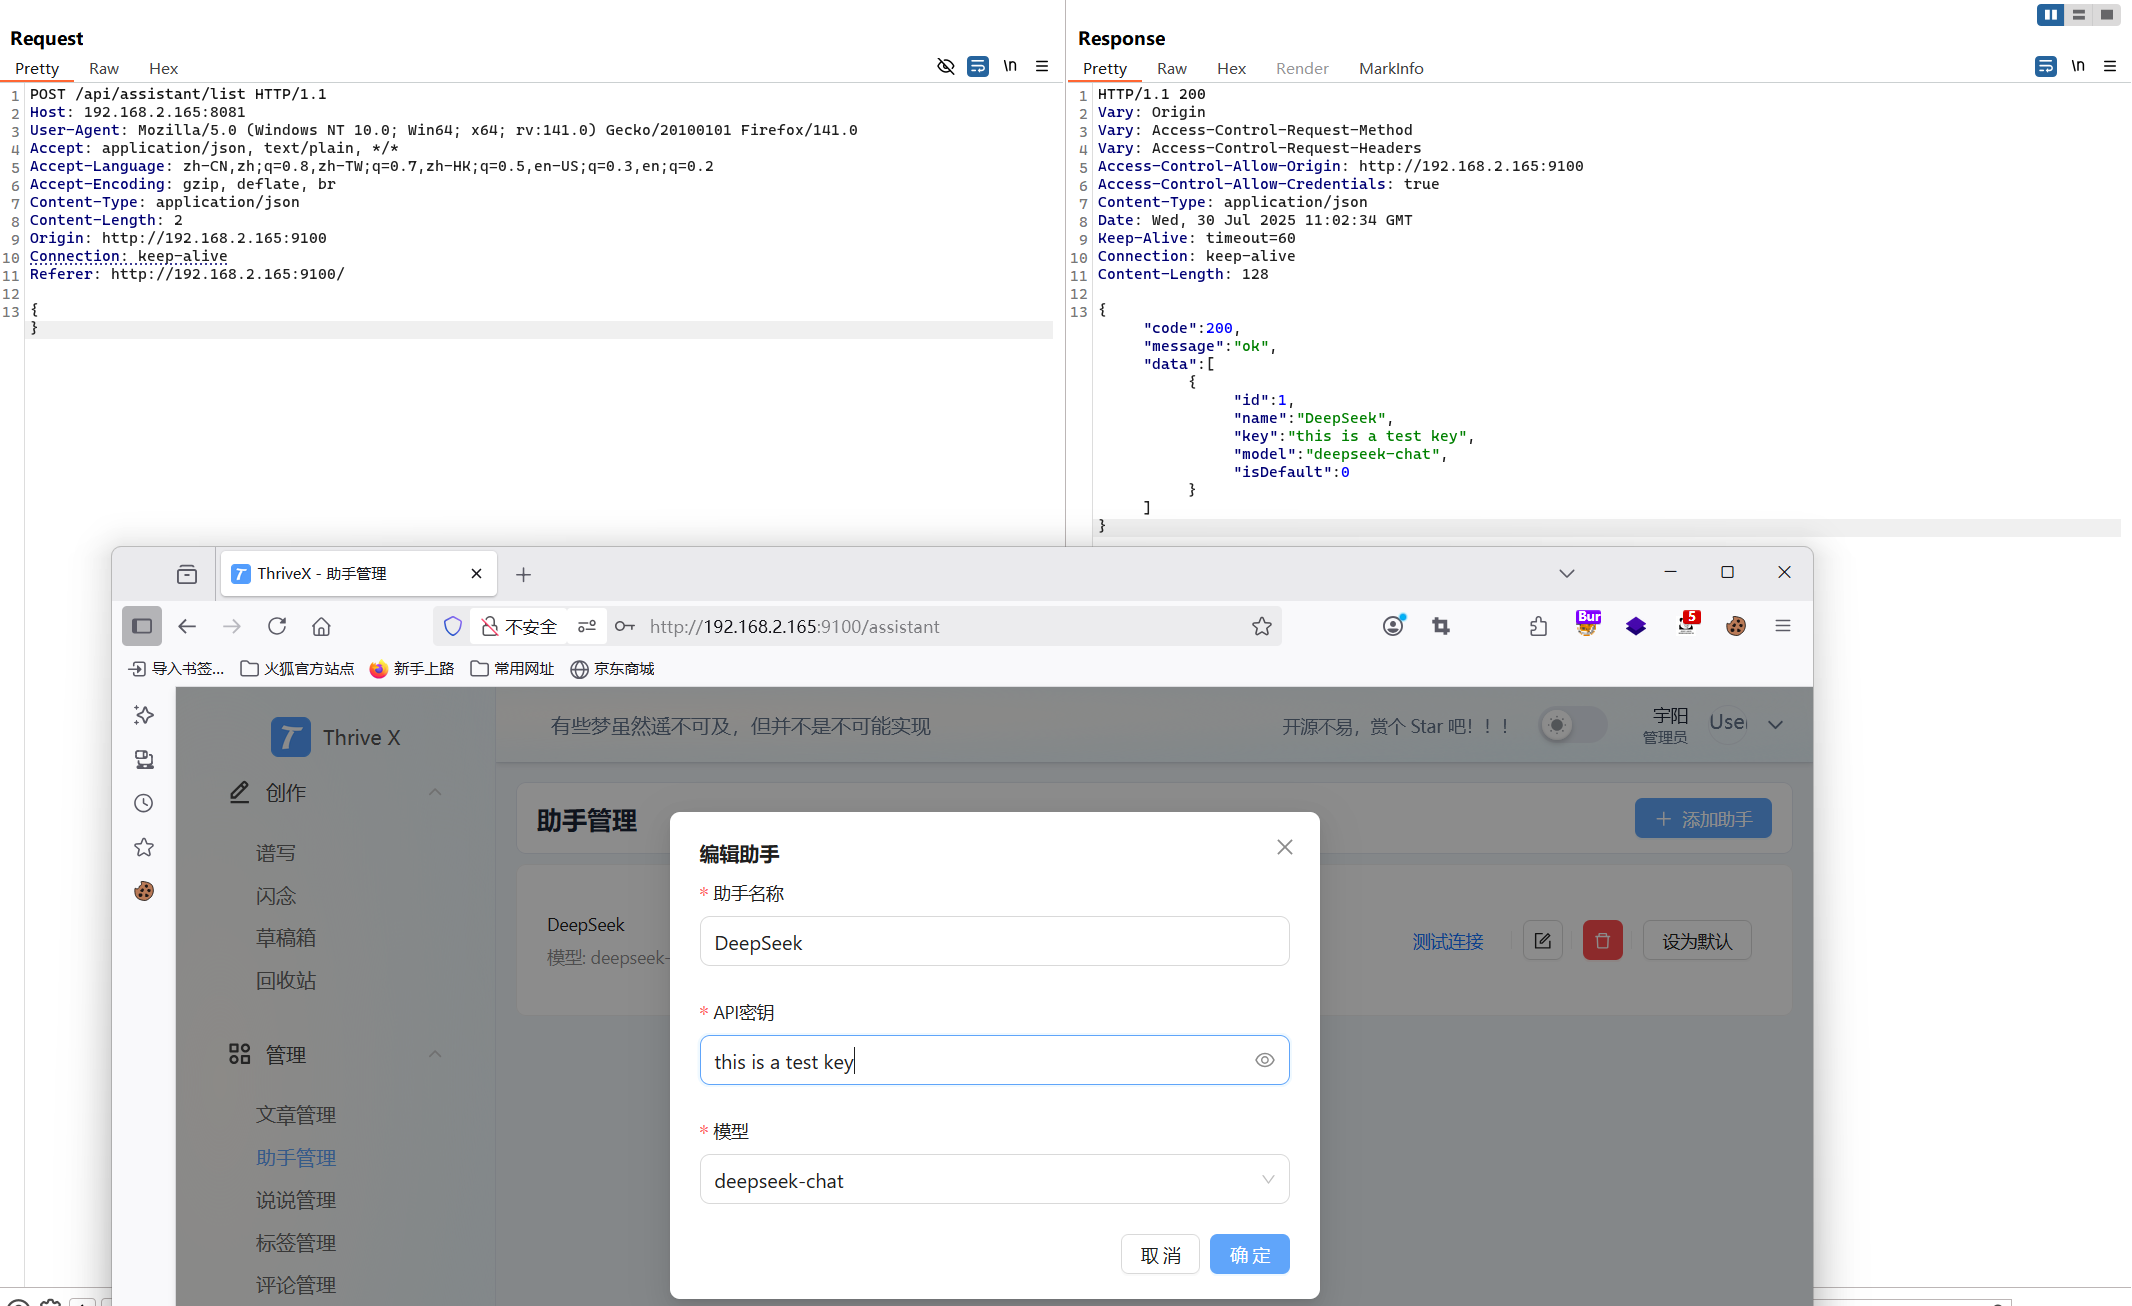 Request
Pretty Raw Hex
\n
1 POST /api/assistant/list HTTP/1.1
2 Host: 192.168.2.165:8081
3 User-Agent: Mozilla/5.0 (Windows NT 10.0; Win64; x64; rv:141.0) Gecko/20100101 Firefox/141.0
4 Accept: application/json, text/plain, */*
5 Accept-Language: zh-CN,zh;q=0.8,zh-TW;q=0.7,zh-HK;q=0.5,en-US;q=0.3,en;q=0.2
6 Accept-Encoding: gzip, deflate, br
7 Content-Type: application/json
8 Content-Length: 2
9 Origin: http://192.168.2.165:9100
10 Connection: keep-alive
11 Referer: http://192.168.2.165:9100/
12
13 {
}
Response
Pretty Raw Hex Render MarkInfo
\n
1 HTTP/1.1 200
2 Vary: Origin
3 Vary: Access-Control-Request-Method
4 Vary: Access-Control-Request-Headers
5 Access-Control-Allow-Origin: http://192.168.2.165:9100
6 Access-Control-Allow-Credentials: true
7 Content-Type: application/json
8 Date: Wed, 30 Jul 2025 11:02:34 GMT
9 Keep-Alive: timeout=60
10 Connection: keep-alive
11 Content-Length: 128
12
13 {
"code":200,
"message":"ok",
"data":[
{
"id":1,
"name":"DeepSeek",
"key":"this is a test key",
"model":"deepseek-chat",
"isDefault":0
}
]
}
ThriveX - 助手管理
不安全 http://192.168.2.165:9100/assistant
Bur
5
导入书签... 火狐官方站点 新手上路 常用网址 京东商城
Thrive X
有些梦虽然遥不可及，但并不是不可能实现
开源不易，赏个 Star 吧！！！
宇阳
管理员
User
创作
谱写
闪念
草稿箱
回收站
管理
文章管理
助手管理
说说管理
标签管理
评论管理
助手管理
添加助手
DeepSeek
模型: deepseek-
测试连接
设为默认
编辑助手
* 助手名称
DeepSeek
* API密钥
this is a test key
* 模型
deepseek-chat
取 消
确 定